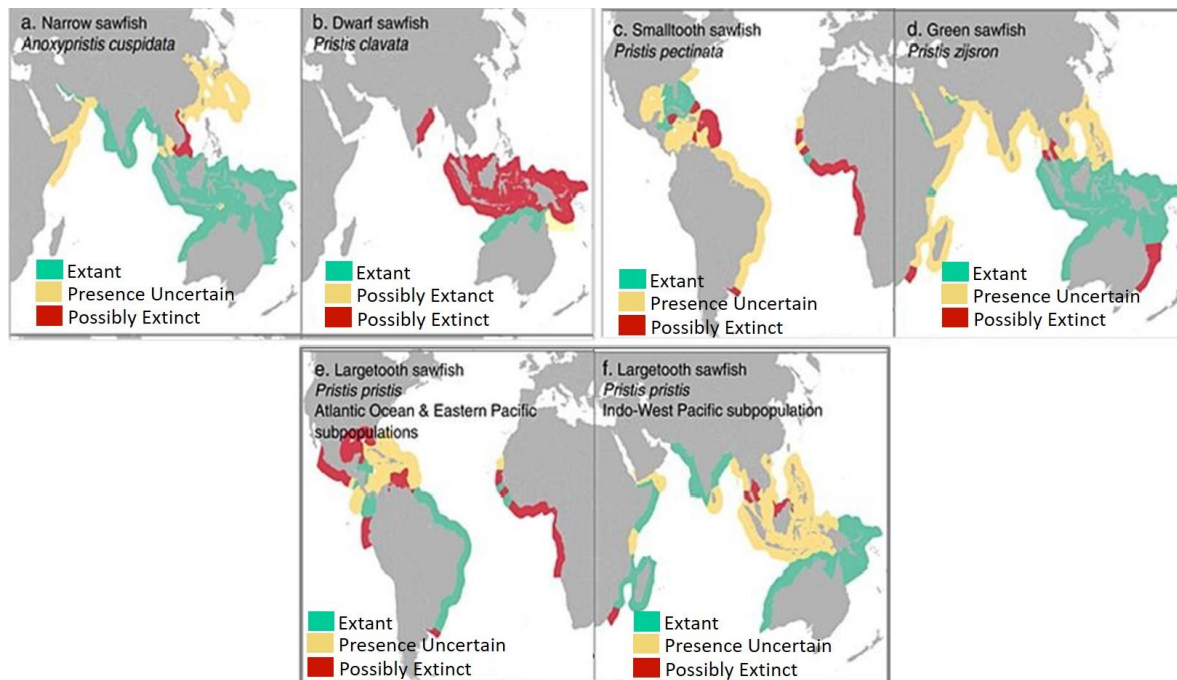 a. Narrow sawfish
Anoxypristis cuspidata
Extant
Presence Uncertain
Possibly Extinct
b. Dwarf sawfish
Pristis clavata
Extant
Possibly Extanct
Possibly Extinct
c. Smalltooth sawfish
Pristis pectinata
Extant
Presence Uncertain
Possibly Extinct
d. Green sawfish
Pristis zijsron
Extant
Presence Uncertain
Possibly Extinct
e. Largetooth sawfish
Pristis pristis
Atlantic Ocean & Eastern Pacific
subpopulations
Extant
Presence Uncertain
Possibly Extinct
f. Largetooth sawfish
Pristis pristis
Indo-West Pacific subpopulation
Extant
Presence Uncertain
Possibly Extinct